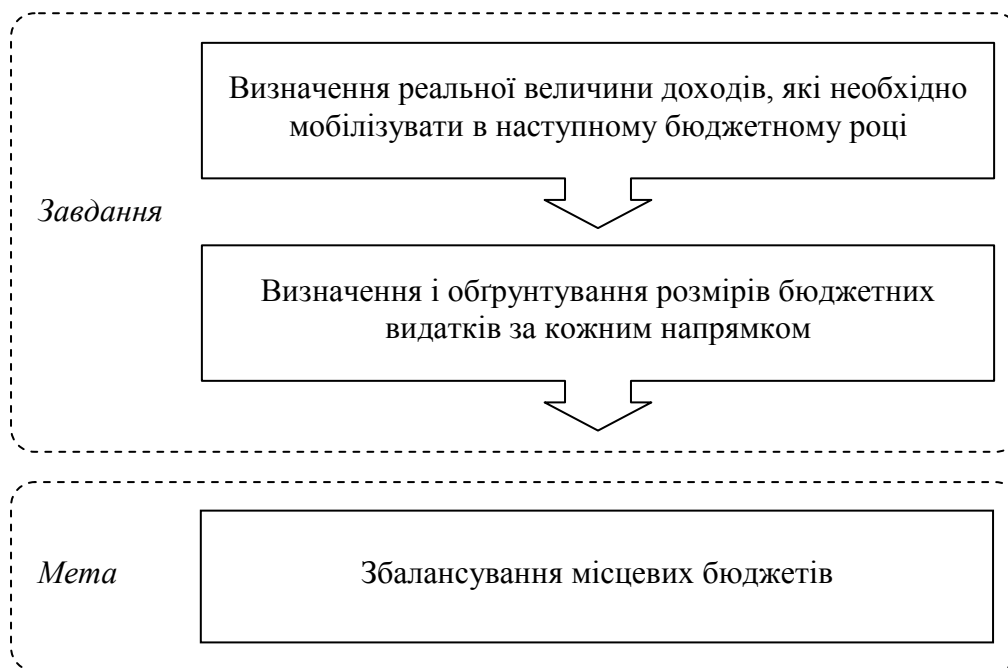 Визначення реальної величини доходів, які необхідно
мобілізувати в наступному бюджетному році
Завдання
Визначення і обґрунтування розмірів бюджетних
видатків за кожним напрямком
Мета
Збалансування місцевих бюджетів